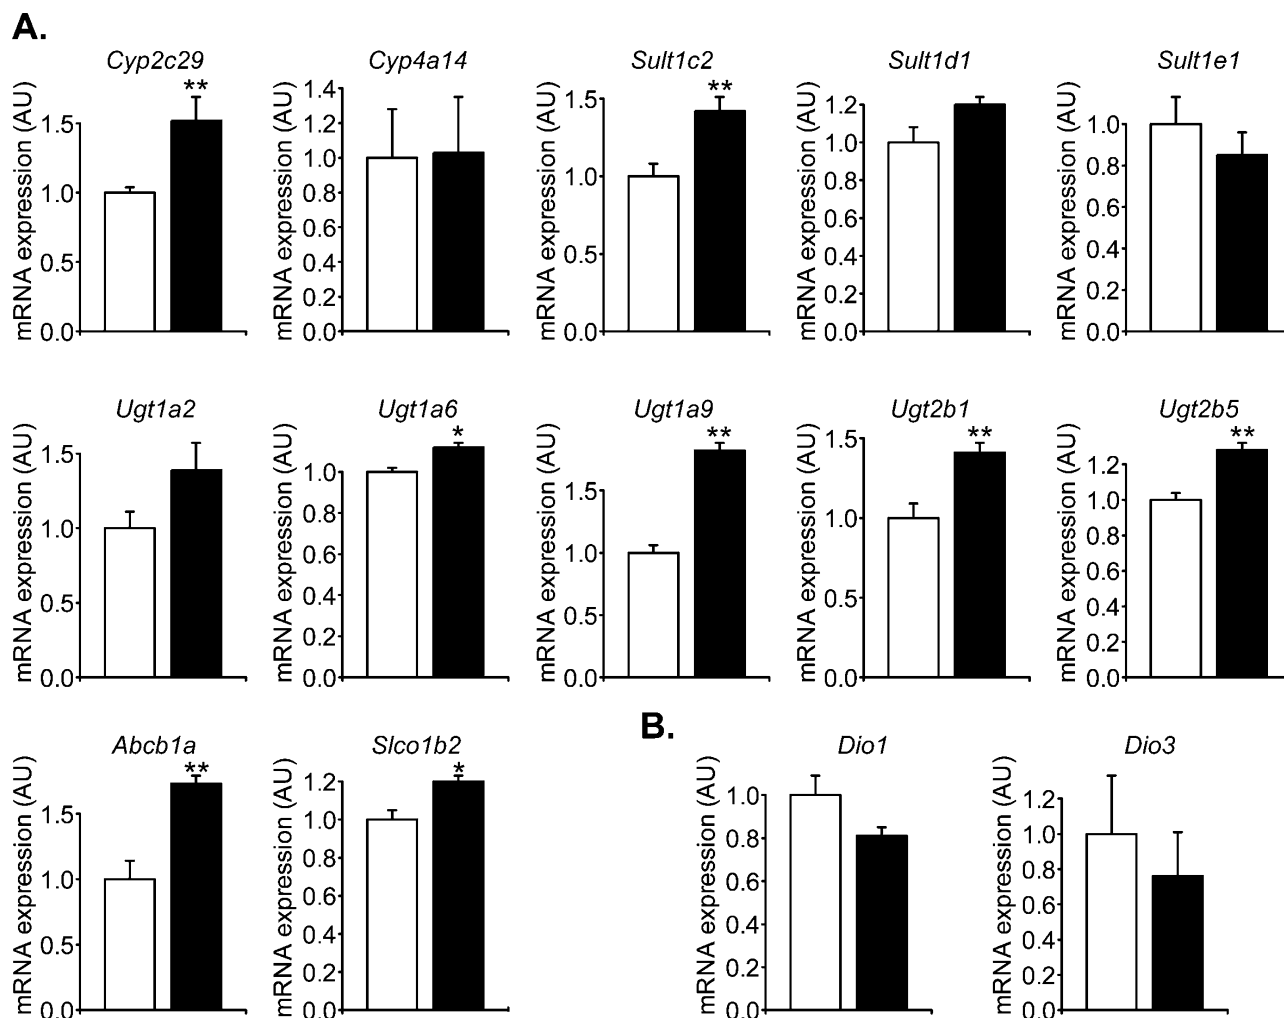 A.
Cyp2c29
Cyp4a14
Sult1c2
Sult1d1
Sult1e1
**
**
mRNA expression (AU)
1.5
1.0
0.5
0.0
mRNA expression (AU)
1.4
1.2
1.0
0.8
0.6
0.4
0.2
0.0
mRNA expression (AU)
1.5
1.0
0.5
0.0
mRNA expression (AU)
1.2
1.0
0.8
0.6
0.4
0.2
0.0
mRNA expression (AU)
1.0
0.8
0.6
0.4
0.2
0.0
Ugt1a2
Ugt1a6
Ugt1a9
Ugt2b1
Ugt2b5
*
**
**
**
mRNA expression (AU)
1.5
1.0
0.5
0.0
mRNA expression (AU)
1.0
0.8
0.6
0.4
0.2
0.0
mRNA expression (AU)
1.5
1.0
0.5
0.0
mRNA expression (AU)
1.5
1.0
0.5
0.0
mRNA expression (AU)
1.2
1.0
0.8
0.6
0.4
0.2
0.0
Abcb1a
Slco1b2
**
*
mRNA expression (AU)
1.5
1.0
0.5
0.0
mRNA expression (AU)
1.2
1.0
0.8
0.6
0.4
0.2
0.0
B.
Dio1
Dio3
mRNA expression (AU)
1.0
0.8
0.6
0.4
0.2
0.0
mRNA expression (AU)
1.2
1.0
0.8
0.6
0.4
0.2
0.0